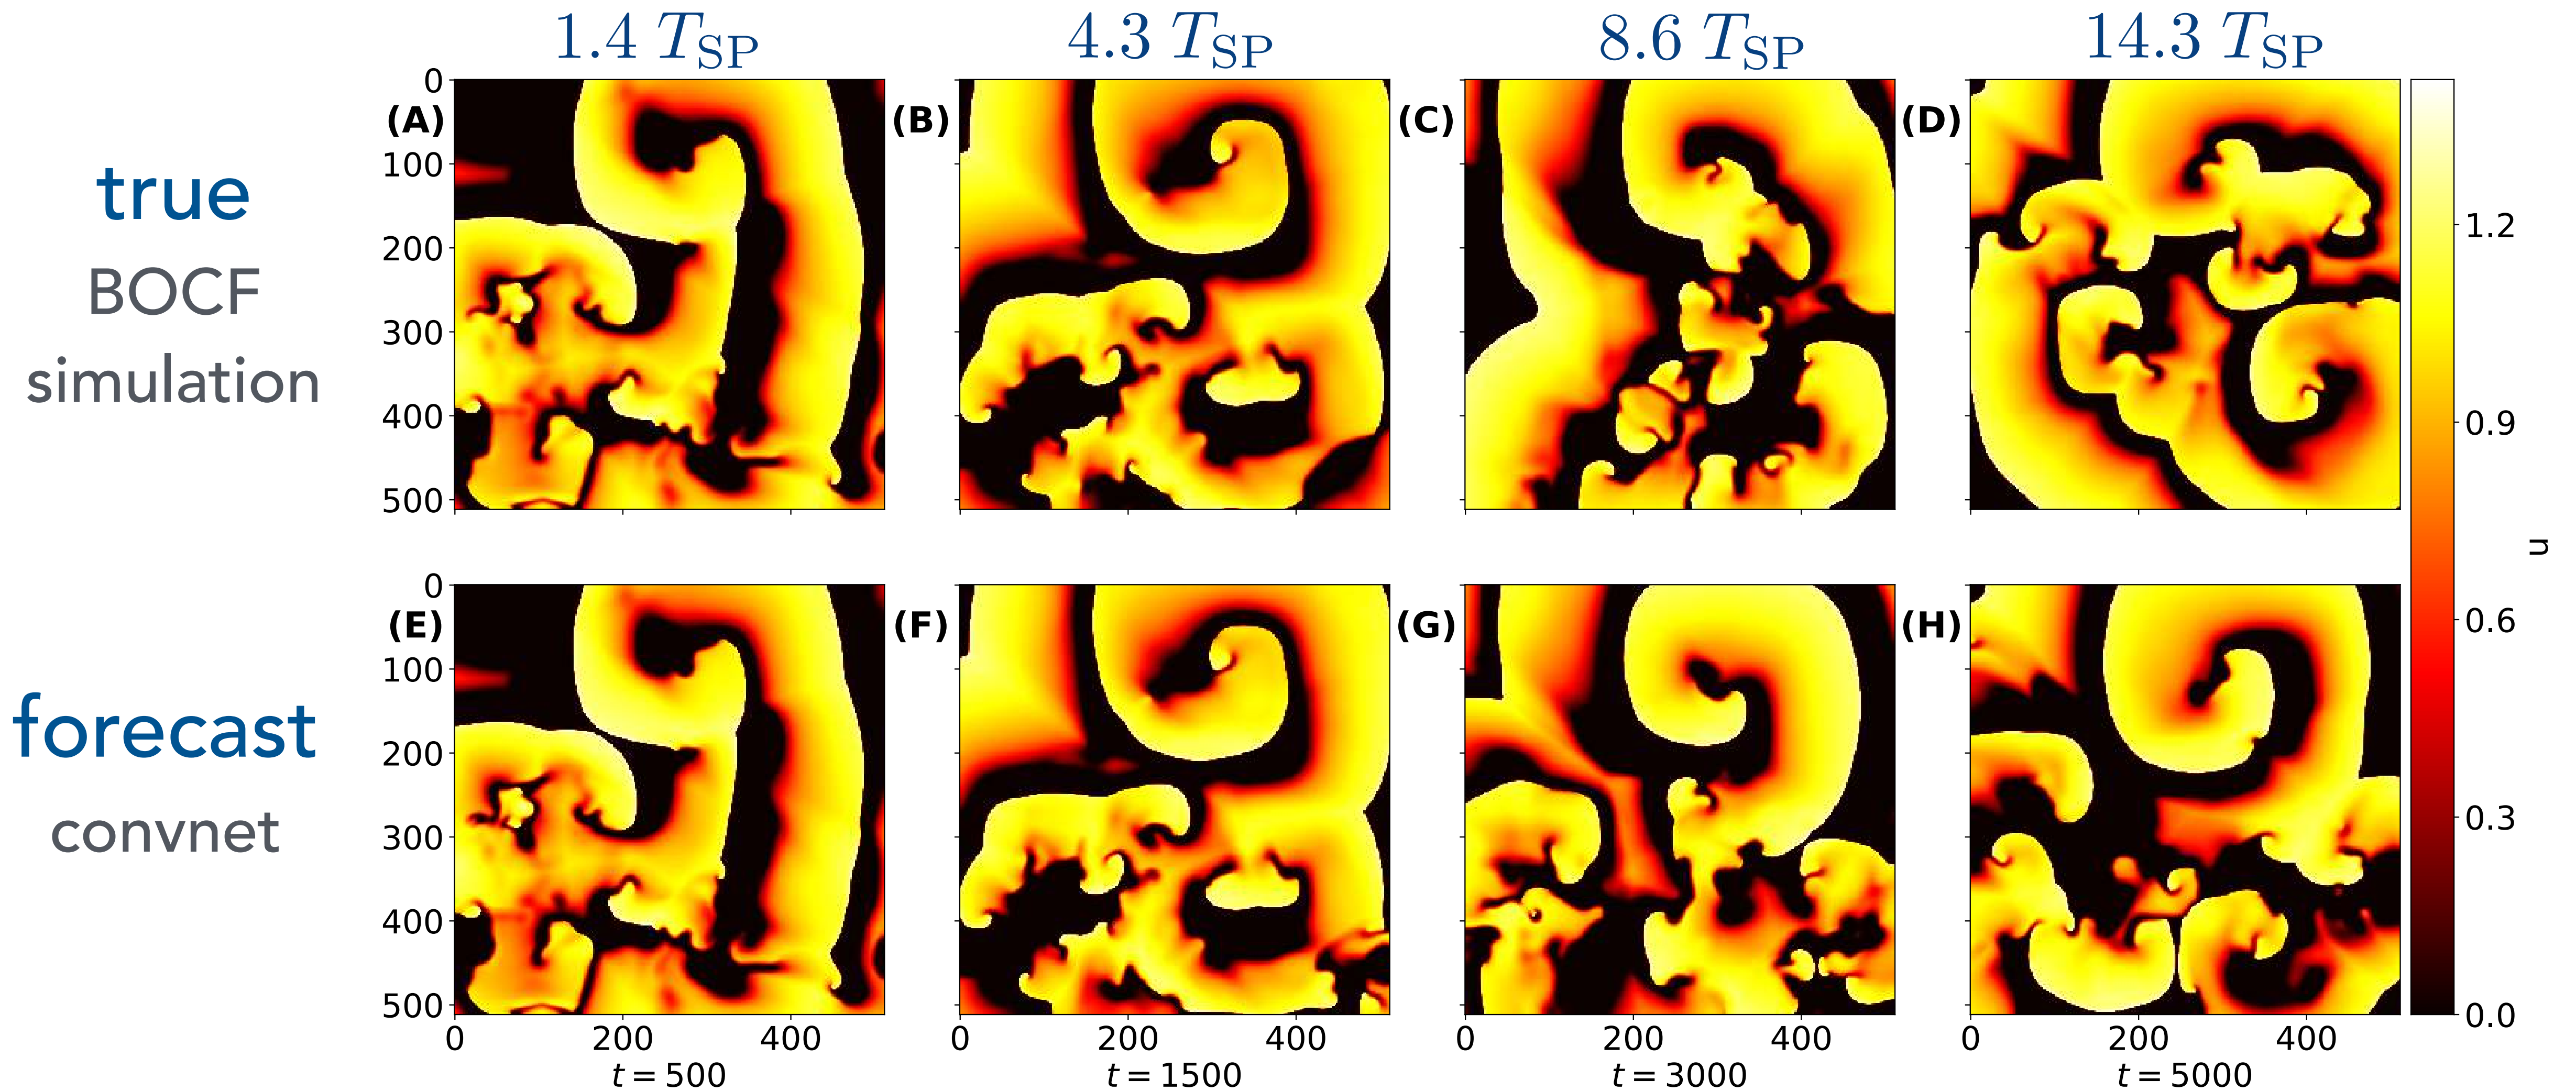 1.4 T_SP 4.3 T_SP 8.6 T_SP 14.3 T_SP
true
BOCF
simulation
(A) (B) (C) (D)
0
100
200
300
400
500
forecast
convnet
(E) (F) (G) (H)
0
100
200
300
400
500
0 200 400 0 200 400 0 200 400 0 200 400
t = 500 t = 1500 t = 3000 t = 5000
1.2
0.9
0.6
0.3
0.0
u